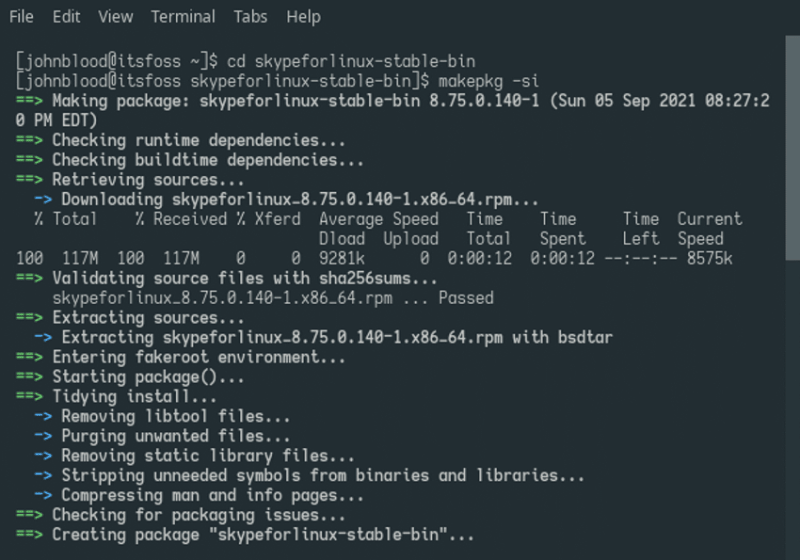 File Edit View Terminal Tabs Help
[johnblood@itsfoss ~]$ cd skypeforlinux-stable-bin
[johnblood@itsfoss skypeforlinux-stable-bin]$ makepkg -si
==> Making package: skypeforlinux-stable-bin 8.75.0.140-1 (Sun 05 Sep 2021 08:27:2
0 PM EDT)
==> Checking runtime dependencies...
==> Checking buildtime dependencies...
==> Retrieving sources...
  -> Downloading skypeforlinux_8.75.0.140-1.x86_64.rpm...
  % Total    % Received % Xferd  Average Speed   Time    Time     Time  Current
                                 Dload  Upload   Total   Spent    Left  Speed
100  117M  100  117M    0     0  9281k      0  0:00:12  0:00:12 --:--:-- 8575k
==> Validating source files with sha256sums...
    skypeforlinux_8.75.0.140-1.x86_64.rpm ... Passed
==> Extracting sources...
  -> Extracting skypeforlinux_8.75.0.140-1.x86_64.rpm with bsdtar
==> Entering fakeroot environment...
==> Starting package()...
==> Tidying install...
  -> Removing libtool files...
  -> Purging unwanted files...
  -> Removing static library files...
  -> Stripping unneeded symbols from binaries and libraries...
  -> Compressing man and info pages...
==> Checking for packaging issues...
==> Creating package "skypeforlinux-stable-bin"...